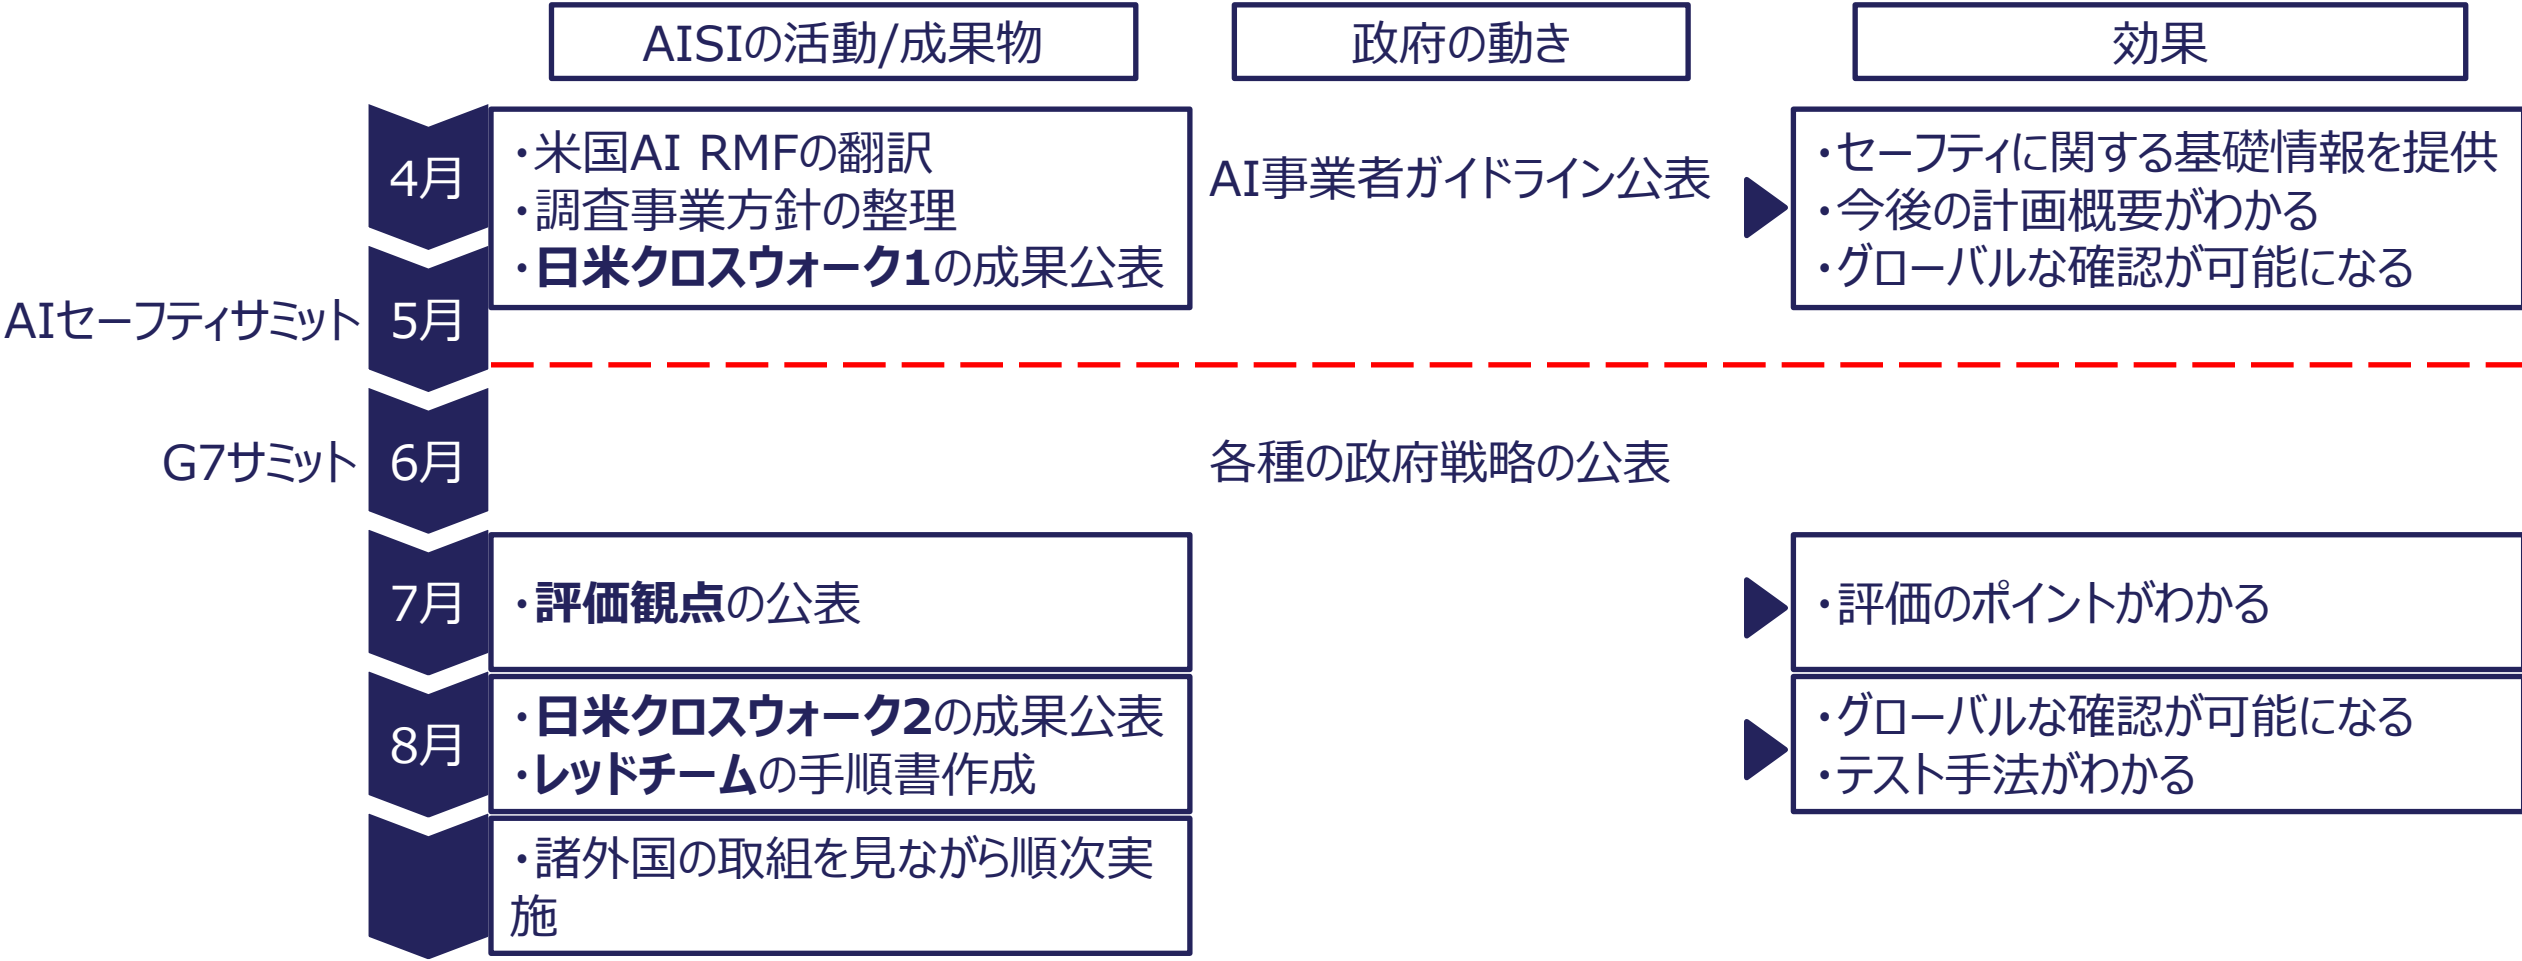 AISIの活動/成果物
政府の動き
効果
4月
・米国AI RMFの翻訳
・調査事業方針の整理
・日米クロスウォーク1の成果公表
AI事業者ガイドライン公表
・セーフティに関する基礎情報を提供
・今後の計画概要がわかる
・グローバルな確認が可能になる
AIセーフティサミット
5月
G7サミット
6月
各種の政府戦略の公表
7月
・評価観点の公表
・評価のポイントがわかる
8月
・日米クロスウォーク2の成果公表
・レッドチームの手順書作成
・グローバルな確認が可能になる
・テスト手法がわかる
・諸外国の取組を見ながら順次実
施